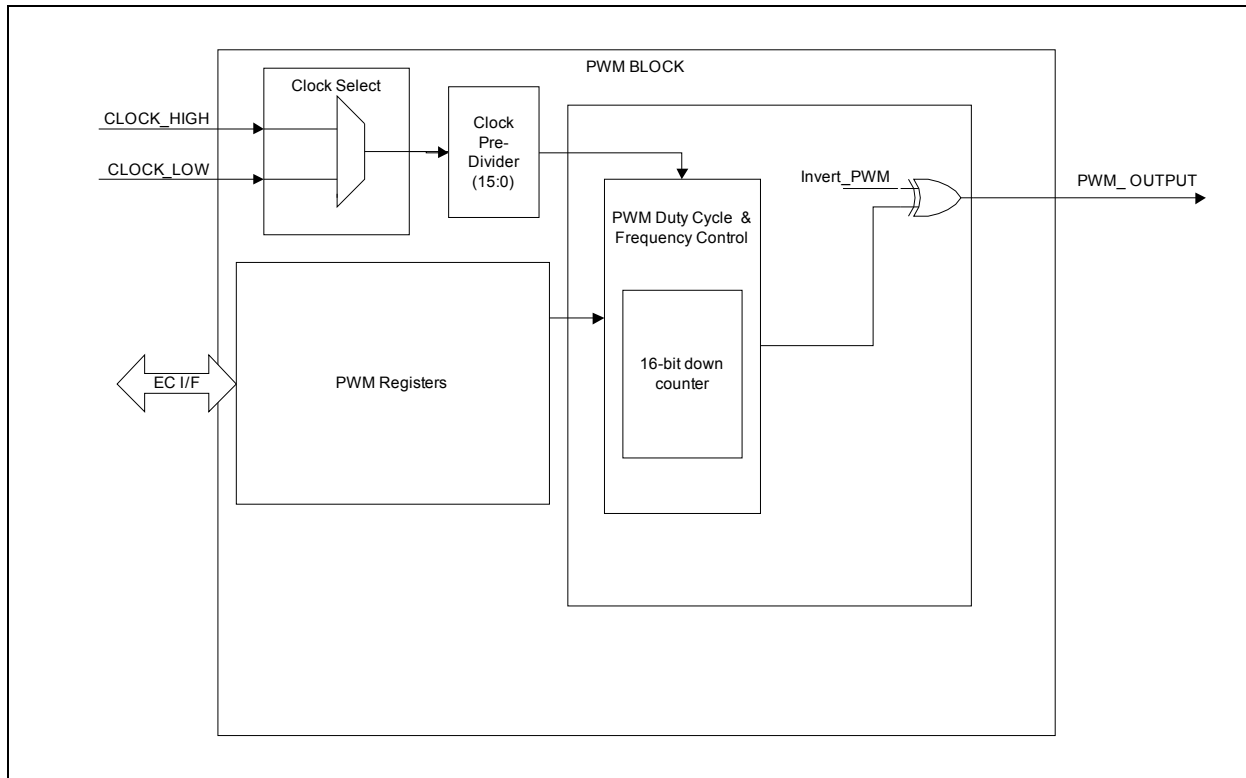 PWM BLOCK
Clock Select
CLOCK_HIGH
CLOCK_LOW
Clock
Pre-
Divider
(15:0)
Invert_PWM
PWM_ OUTPUT
PWM Duty Cycle &
Frequency Control
16-bit down
counter
EC I/F
PWM Registers